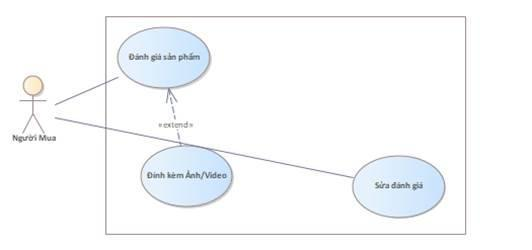 Đánh giá sản phẩm
Người Mua
«extend»
Đính kèm Ảnh/Video
Sửa đánh giá